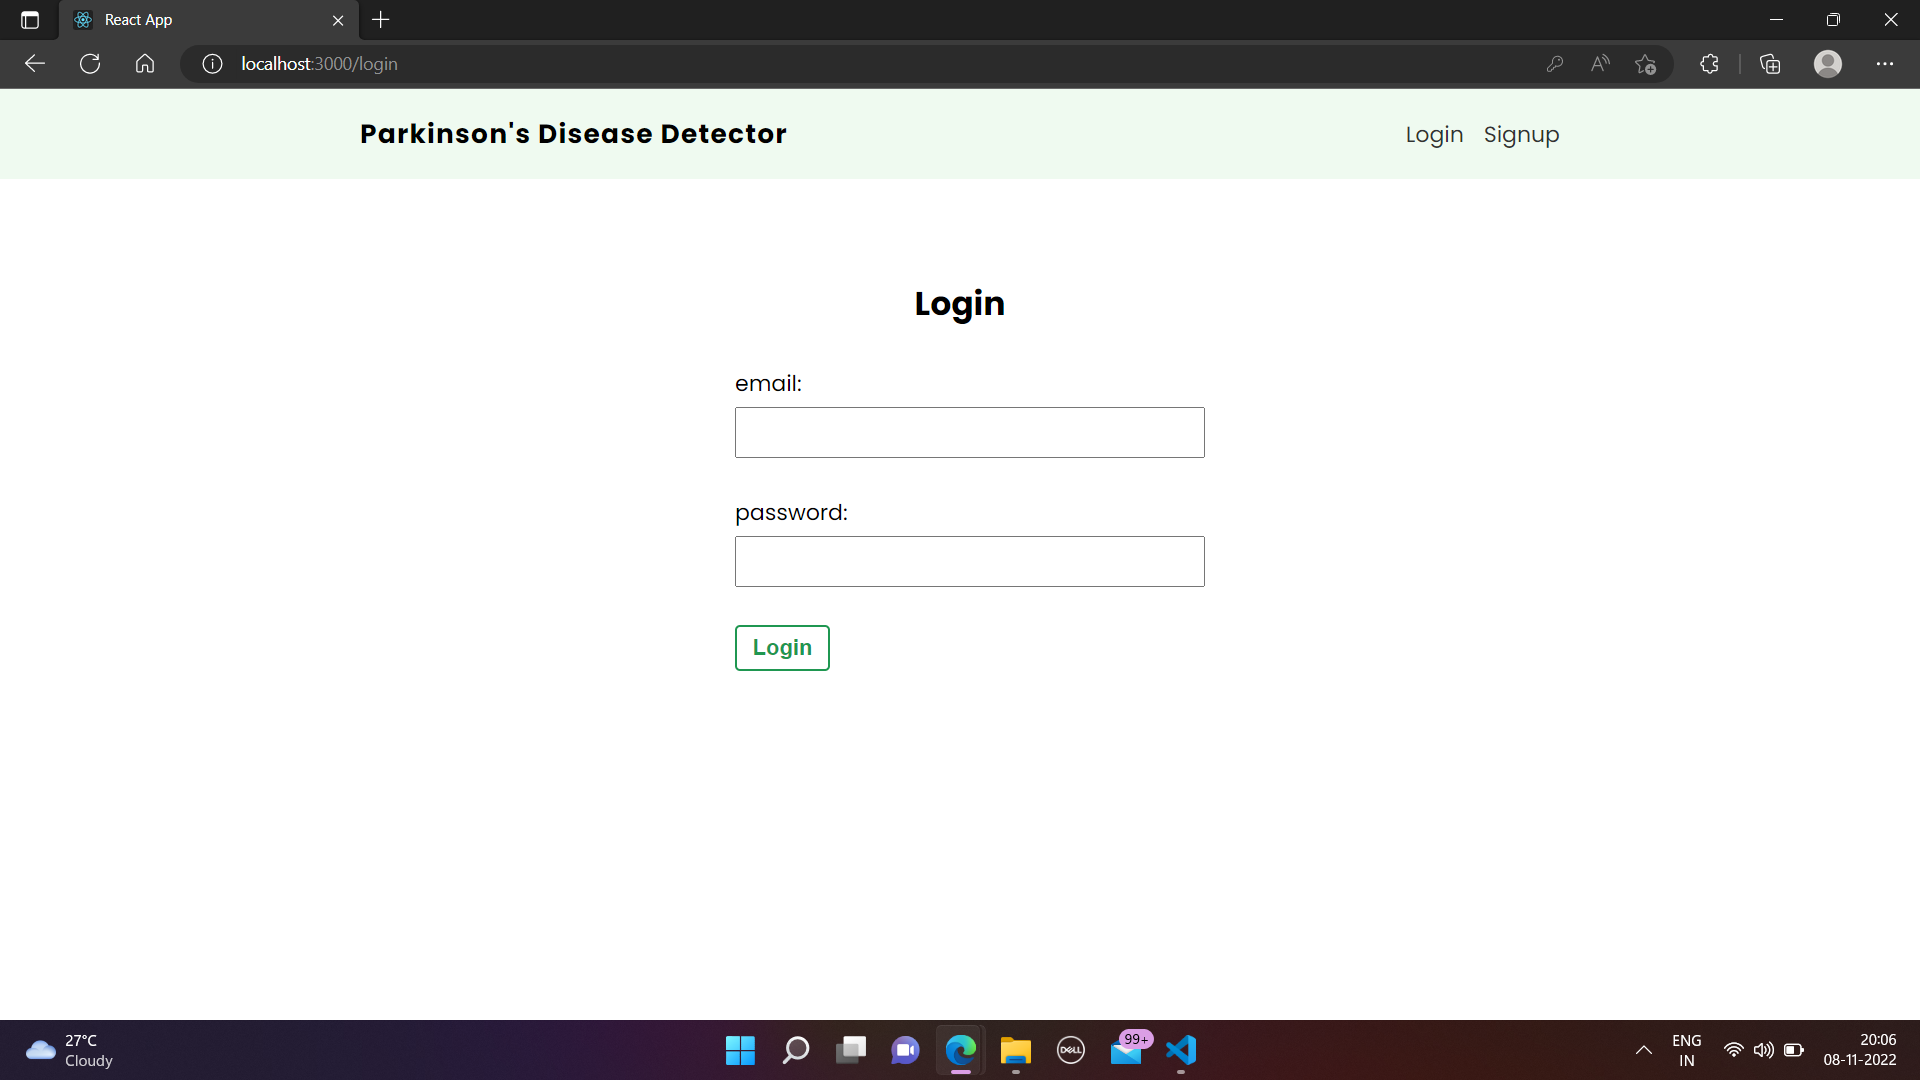 React App
localhost:3000/login
Parkinson's Disease Detector
Login Signup
Login
email:
password:
Login
27°C
Cloudy
DELL
99+
ENG
IN
20:06
08-11-2022